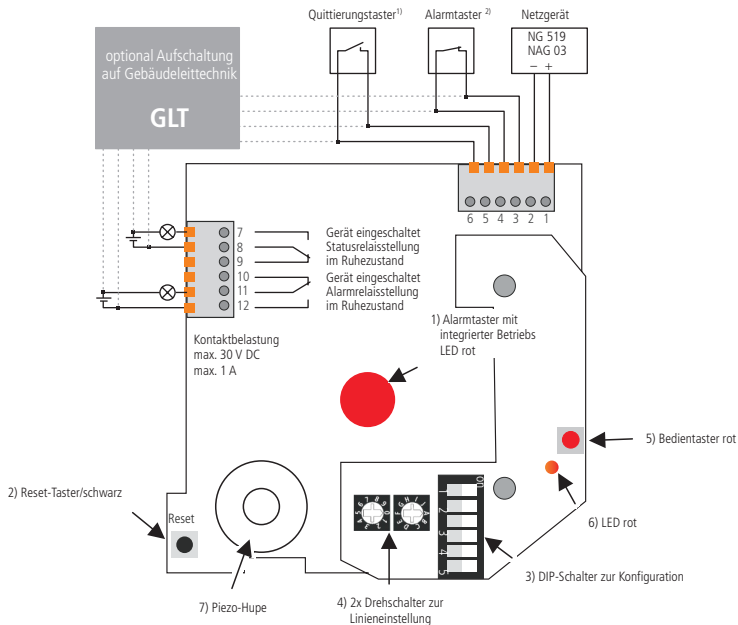 Quittierungstaster1)
Alarmtaster 2)
Netzgerät
NG 519
NAG 03
− +
optional Aufschaltung
auf Gebäudeleittechnik
GLT
6 5 4 3 2 1
7
8
9
10
11
12
Gerät eingeschaltet
Statusrelaisstellung
im Ruhezustand
Gerät eingeschaltet
Alarmrelaisstellung
im Ruhezustand
Kontaktbelastung
max. 30 V DC
max. 1 A
1) Alarmtaster mit
integrierter Betriebs
LED rot
5) Bedientaster rot
6) LED rot
2) Reset-Taster/schwarz
Reset
ON
1
2
3
4
5
3) DIP-Schalter zur Konfiguration
7) Piezo-Hupe
4) 2x Drehschalter zur
Linieneinstellung